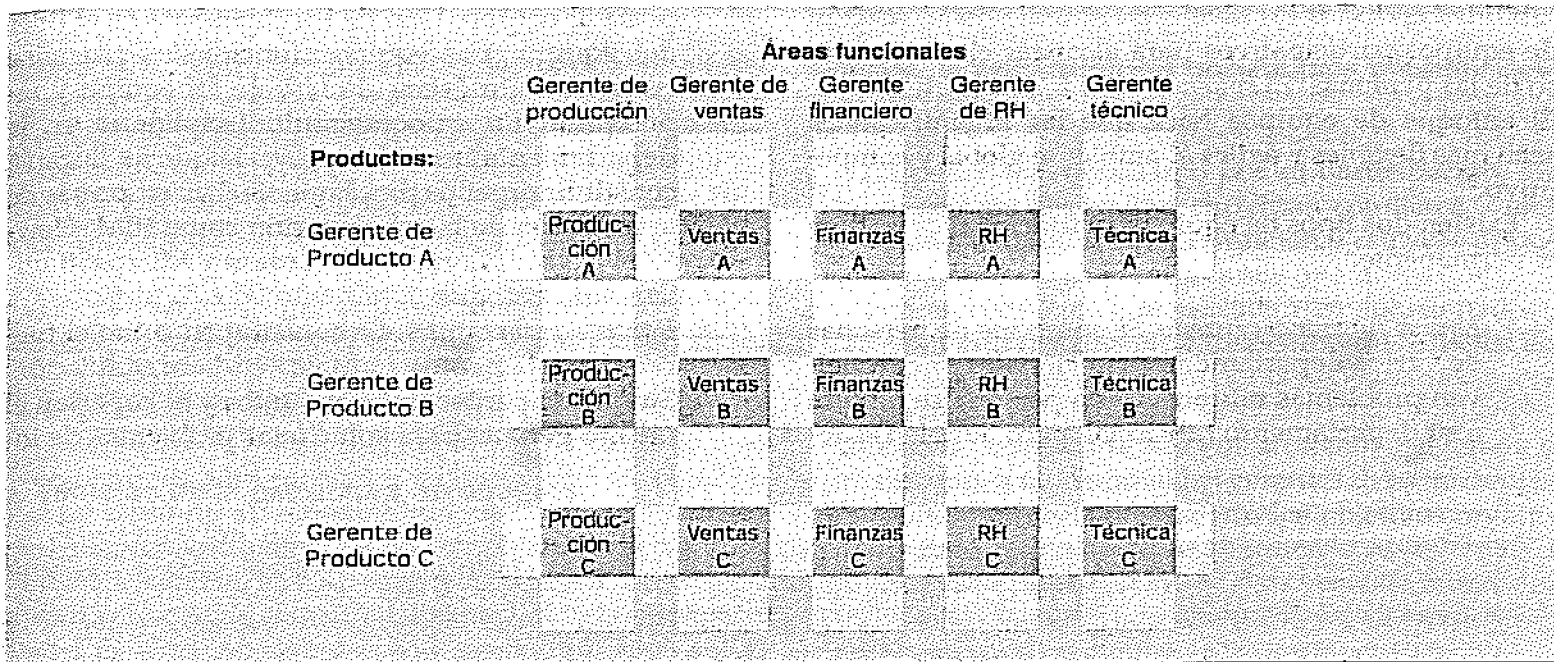 Áreas funcionales
Gerente de producción
Gerente de ventas
Gerente financiero
Gerente de RH
Gerente técnico
Productos:
Gerente de
Producto A
Produc-
ción
A
Ventas
A
Finanzas
A
RH
A
Técnica
A
Gerente de
Producto B
Produc-
ción
B
Ventas
B
Finanzas
B
RH
B
Técnica
B
Gerente de
Producto C
Produc-
ción
C
Ventas
C
Finanzas
C
RH
C
Técnica
C